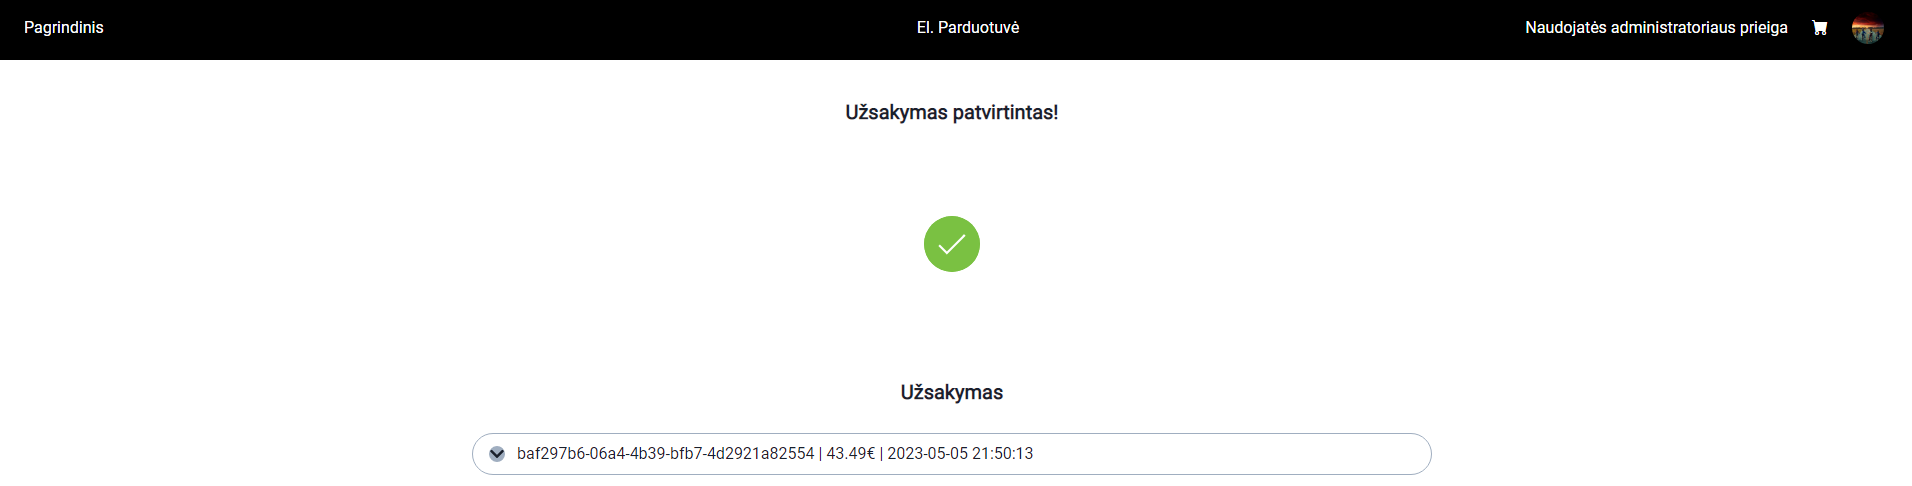 Pagrindinis
El. Parduotuvė
Naudojatės administratoriaus prieiga
Užsakymas patvirtintas!
Užsakymas
baf297b6-06a4-4b39-bfb7-4d2921a82554 | 43.49€ | 2023-05-05 21:50:13